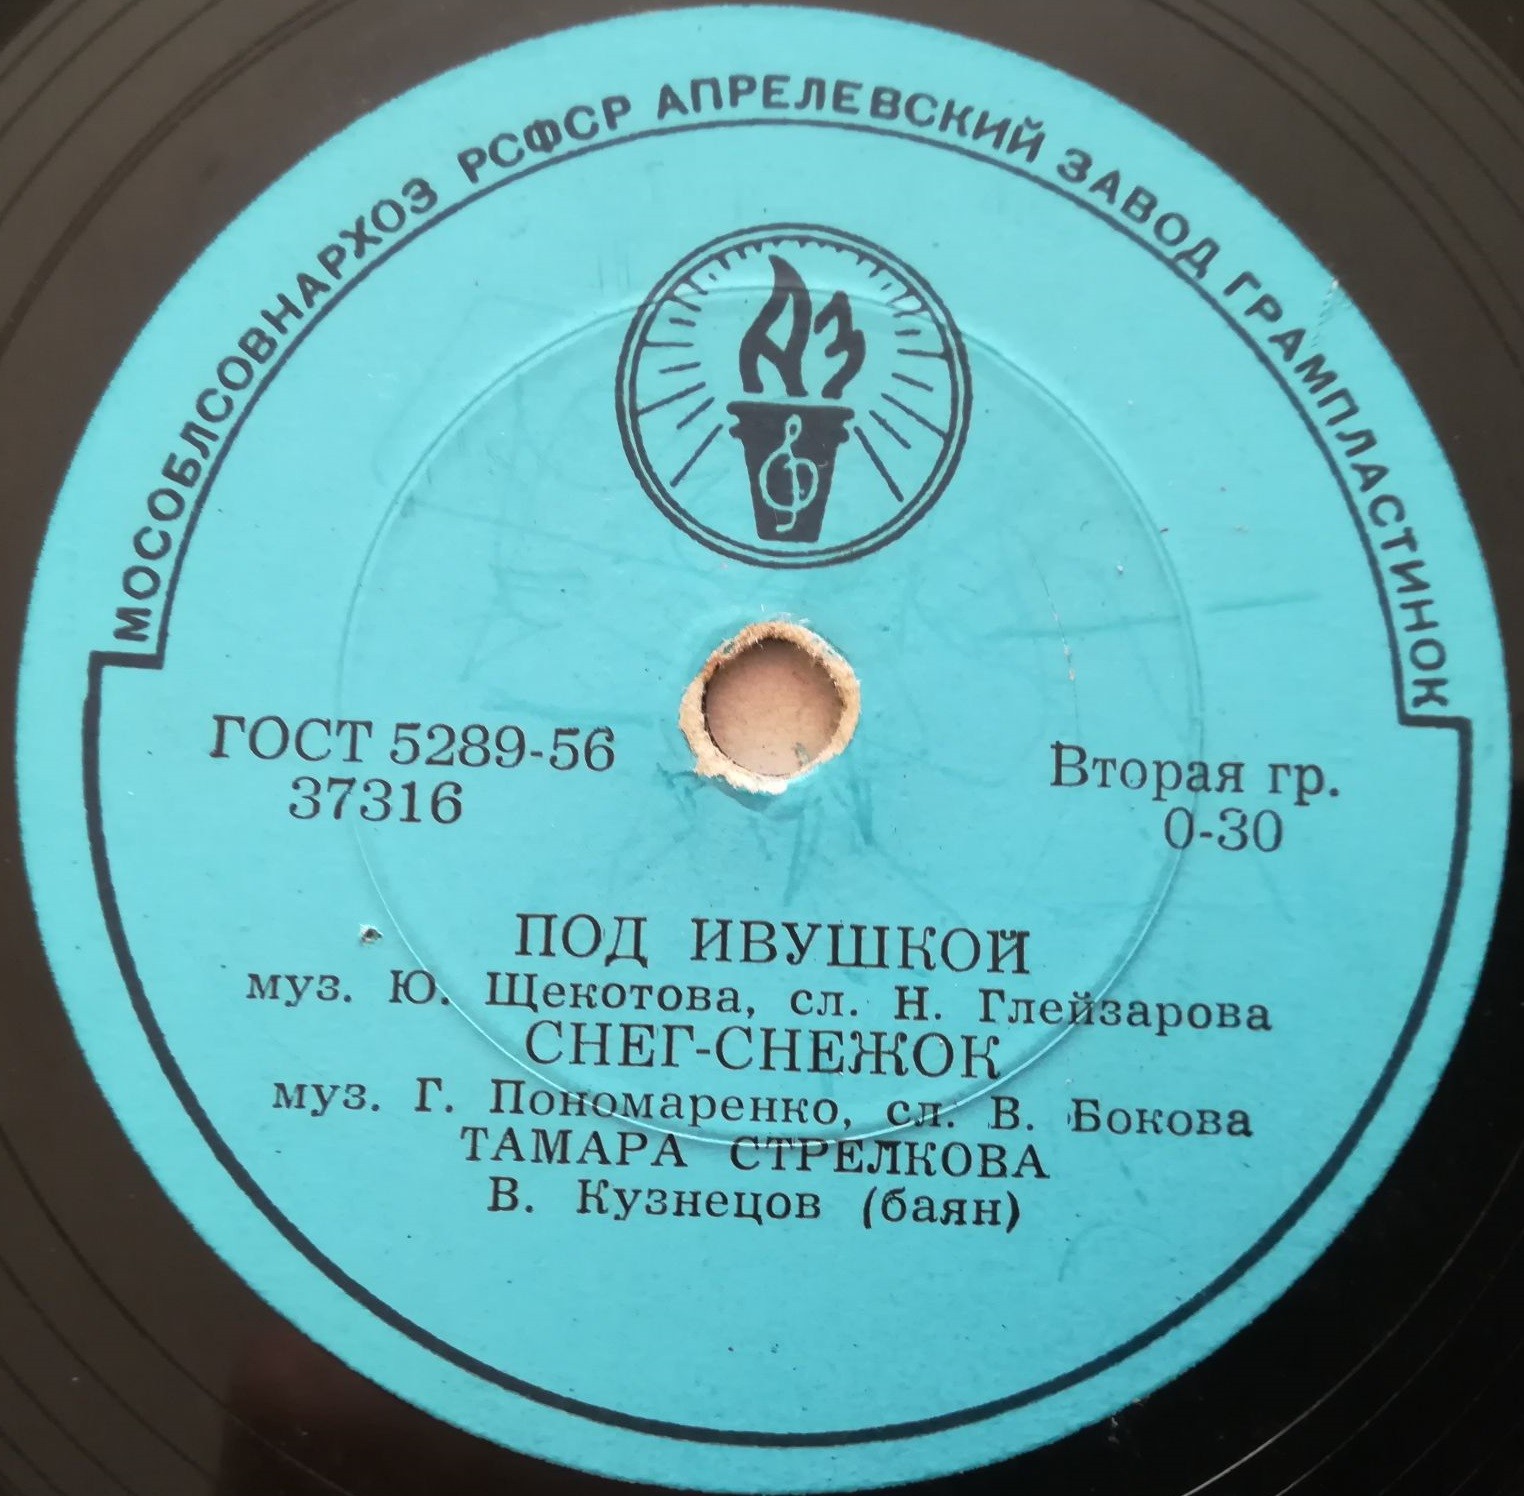 МОСОБЛСОВНАРХОЗ РСФСР АПРЕЛЕВСКИЙ ЗАВОД ГРАМПЛАСТИНОК
АЗ
ГОСТ 5289-56
37316
Вторая гр.
0-30
ПОД ИВУШКОЙ
муз. Ю. Щекотова, сл. Н. Глейзарова
СНЕГ-СНЕЖОК
муз. Г. Пономаренко, сл. В. Бокова
ТАМАРА СТРЕЛКОВА
В. Кузнецов (баян)